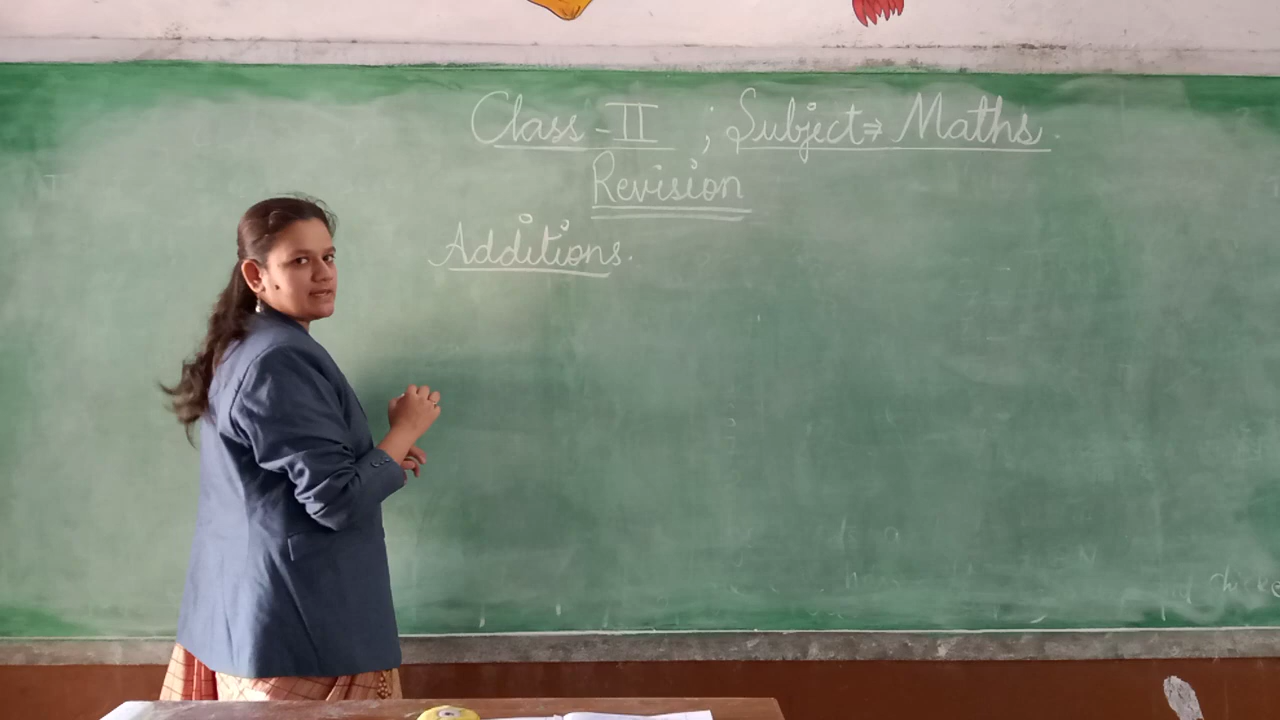 Class - II ; Subject ⇒ Maths.
Revision
Additions.